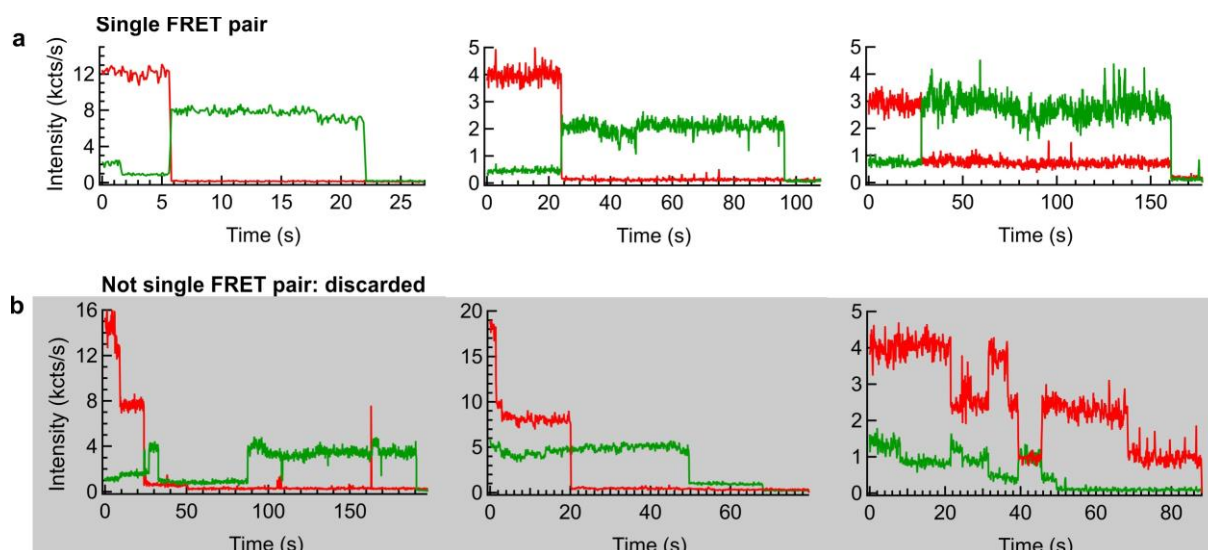 a
Single FRET pair
Intensity (kcts/s)
12
8
4
0
0 5 10 15 20 25
Time (s)
5
4
3
2
1
0
0 20 40 60 80 100
Time (s)
5
4
3
2
1
0
0 50 100 150
Time (s)
b
Not single FRET pair: discarded
Intensity (kcts/s)
16
12
8
4
0
0 50 100 150
Time (s)
20
15
10
5
0
0 20 40 60
Time (s)
5
4
3
2
1
0
0 20 40 60 80
Time (s)